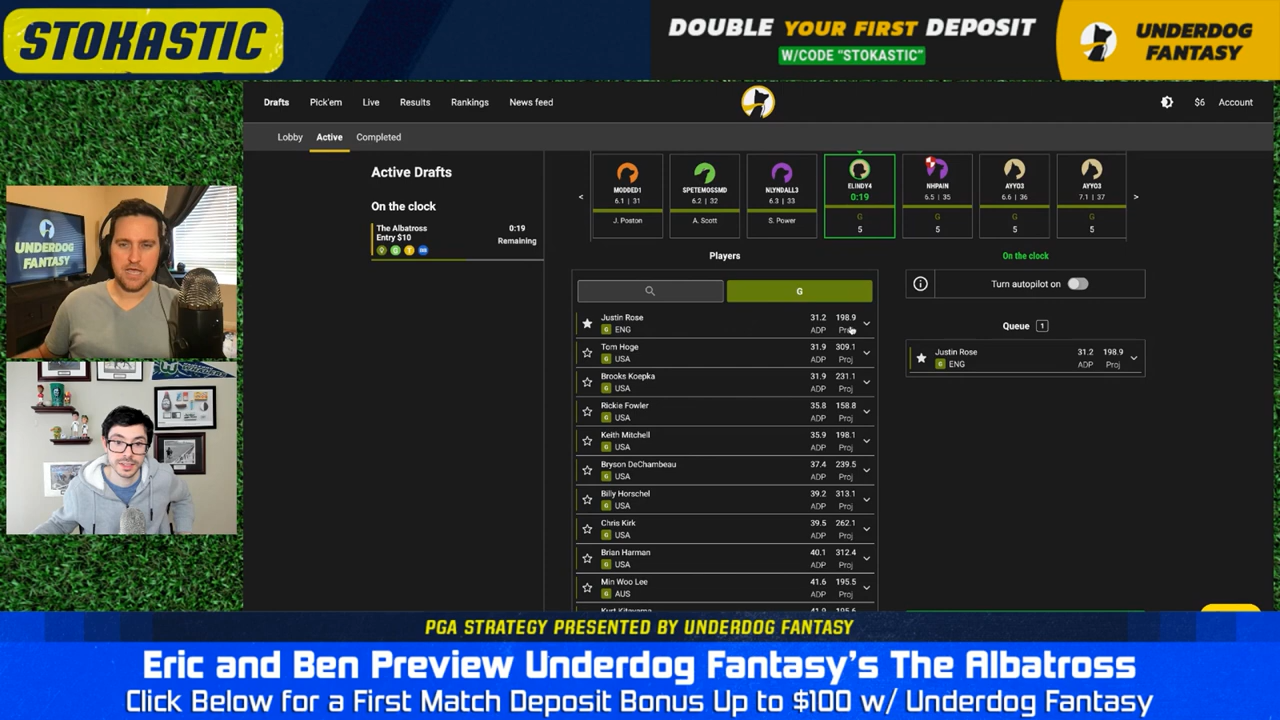 STOKASTIC
DOUBLE YOUR FIRST DEPOSIT
W/CODE "STOKASTIC"
UNDERDOG
FANTASY
Drafts Pick'em Live Results Rankings News feed
$6 Account
Lobby Active Completed
Active Drafts
On the clock
The Albatross
Entry $10
0:19
Remaining
<
MODDED1
6.1 | 31
J. Poston
SPETEMOSSMD
6.2 | 32
A. Scott
NLYNDALL3
6.3 | 33
S. Power
ELINDY4
0:19
G
5
NHPAIN
6.5 | 35
G
5
AYYO3
6.6 | 36
G
5
AYYO3
7.1 | 37
G
5
>
Players
G
Justin Rose 31.2 198.9
G ENG ADP Proj
Tom Hoge 31.9 309.1
G USA ADP Proj
Brooks Koepka 31.9 231.1
G USA ADP Proj
Rickie Fowler 35.8 158.8
G USA ADP Proj
Keith Mitchell 35.9 198.1
G USA ADP Proj
Bryson DeChambeau 37.4 239.5
G USA ADP Proj
Billy Horschel 39.2 313.1
G USA ADP Proj
Chris Kirk 39.5 262.1
G USA ADP Proj
Brian Harman 40.1 312.4
G USA ADP Proj
Min Woo Lee 41.6 195.5
G AUS ADP Proj
On the clock
Turn autopilot on
Queue 1
Justin Rose 31.2 198.9
G ENG ADP Proj
UNDERDOG
FANTASY
PGA STRATEGY PRESENTED BY UNDERDOG FANTASY
Eric and Ben Preview Underdog Fantasy's The Albatross
Click Below for a First Match Deposit Bonus Up to $100 w/ Underdog Fantasy